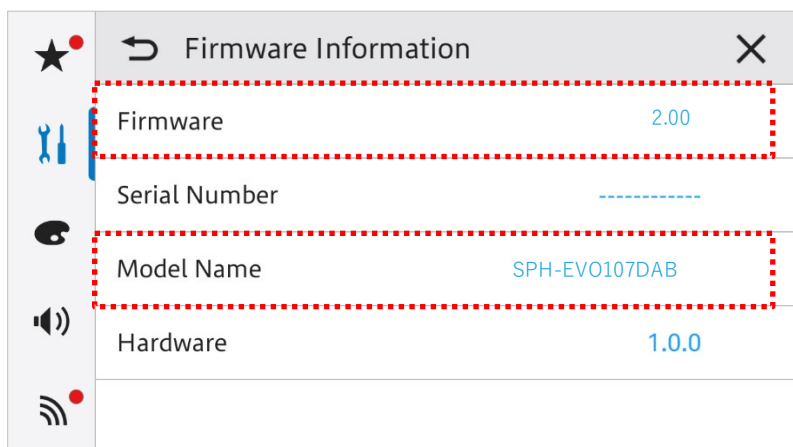 Firmware Information
Firmware 2.00
Serial Number ------------
Model Name SPH-EVO107DAB
Hardware 1.0.0